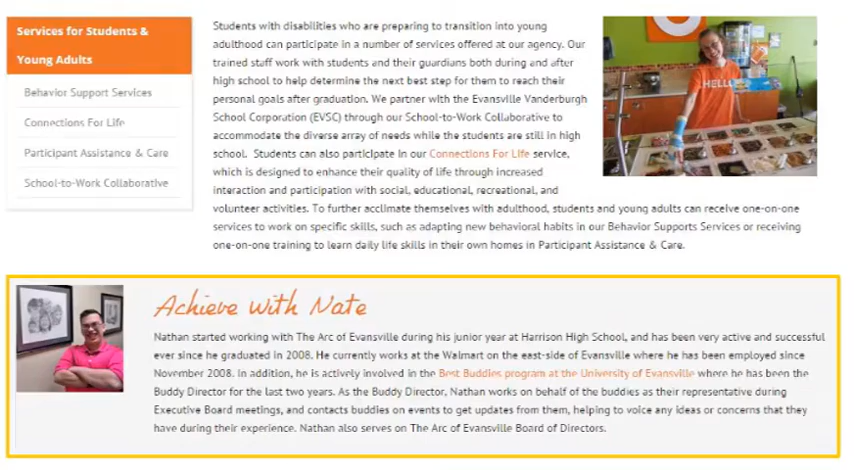 Services for Students &
Young Adults
Behavior Support Services
Connections For Life
Participant Assistance & Care
School-to-Work Collaborative
Students with disabilities who are preparing to transition into young
adulthood can participate in a number of services offered at our agency. Our
trained stuff work with students and their guardians both during and after
high school to help determine the next best step for them to reach their
personal goals after graduation. We partner with the Evansville Vanderburgh
School Corporation (EVSC) through our School-to-Work Collaborative to
accommodate the diverse array of needs while the students are still in high
school. Students can also participate in our Connections For Life service,
which is designed to enhance their quality of life through increased
interaction and participation with social, educational, recreational, and
volunteer activities. To further acclimate themselves with adulthood, students and young adults can receive one-on-one
services to work on specific skills, such as adapting new behavioral habits in our Behavior Supports Services or receiving
one-on-one training to learn daily life skills in their own homes in Participant Assistance & Care.
HELLO
Achieve with Nate
Nathan started working with The Arc of Evansville during his junior year at Harrison High School, and has been very active and successful
ever since he graduated in 2008. He currently works at the Walmart on the east-side of Evansville where he has been employed since
November 2008. In addition, he is actively involved in the Best Buddies program at the University of Evansville where he has been the
Buddy Director for the last two years. As the Buddy Director, Nathan works on behalf of the buddies as their representative during
Executive Board meetings, and contacts buddies on events to get updates from them, helping to voice any ideas or concerns that they
have during their experience. Nathan also serves on The Arc of Evansville Board of Directors.